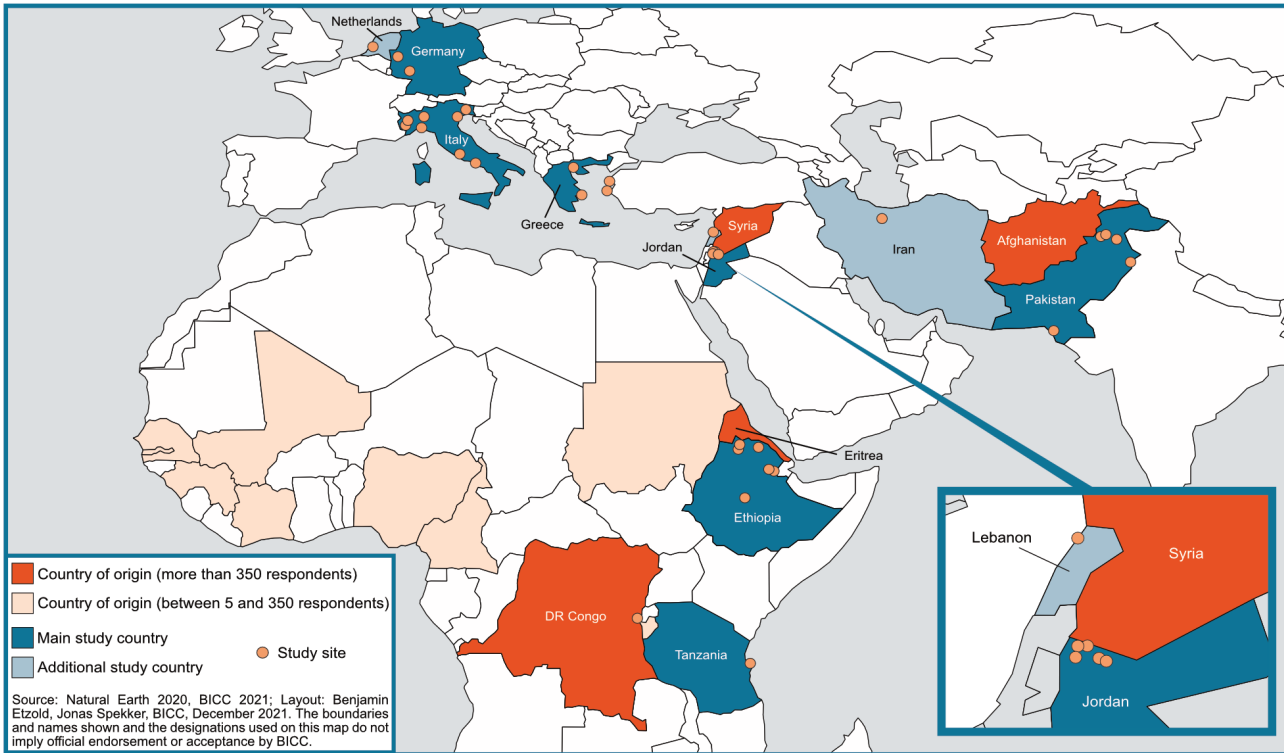 Netherlands
Germany
Italy
Greece
Syria
Jordan
Iran
Afghanistan
Pakistan
Eritrea
Ethiopia
DR Congo
Tanzania
Lebanon
Syria
Jordan
Country of origin (more than 350 respondents)
Country of origin (between 5 and 350 respondents)
Main study country
Study site
Additional study country
Source: Natural Earth 2020, BICC 2021; Layout: Benjamin
Etzold, Jonas Spekker, BICC, December 2021. The boundaries
and names shown and the designations used on this map do not
imply official endorsement or acceptance by BICC.